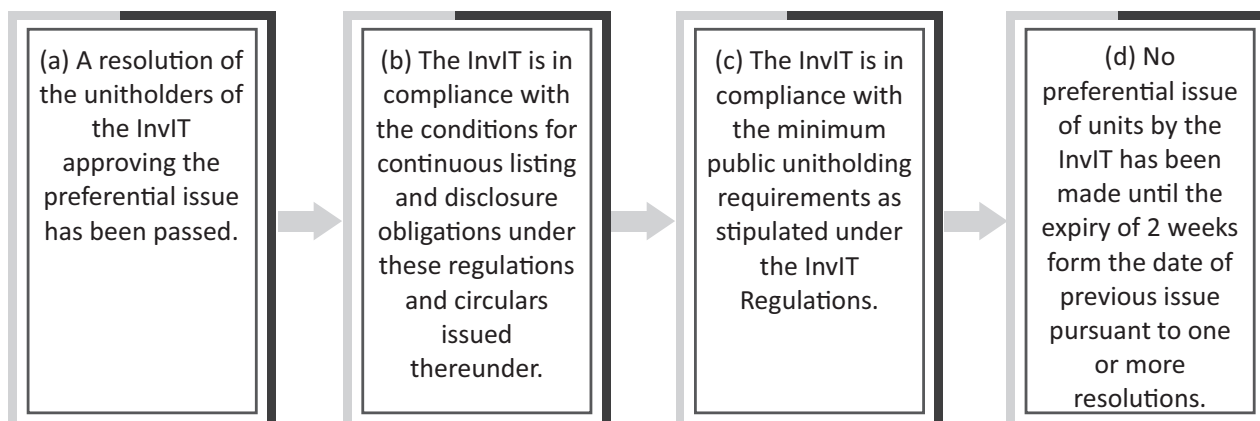 (a) A resolution of
the unitholders of
the InvIT
approving the
preferential issue
has been passed.
(b) The InvIT is in
compliance with
the conditions for
continuous listing
and disclosure
obligations under
these regulations
and circulars
issued
thereunder.
(c) The InvIT is in
compliance with
the minimum
public unitholding
requirements as
stipulated under
the InvIT
Regulations.
(d) No
preferential issue
of units by the
InvIT has been
made until the
expiry of 2 weeks
form the date of
previous issue
pursuant to one
or more
resolutions.